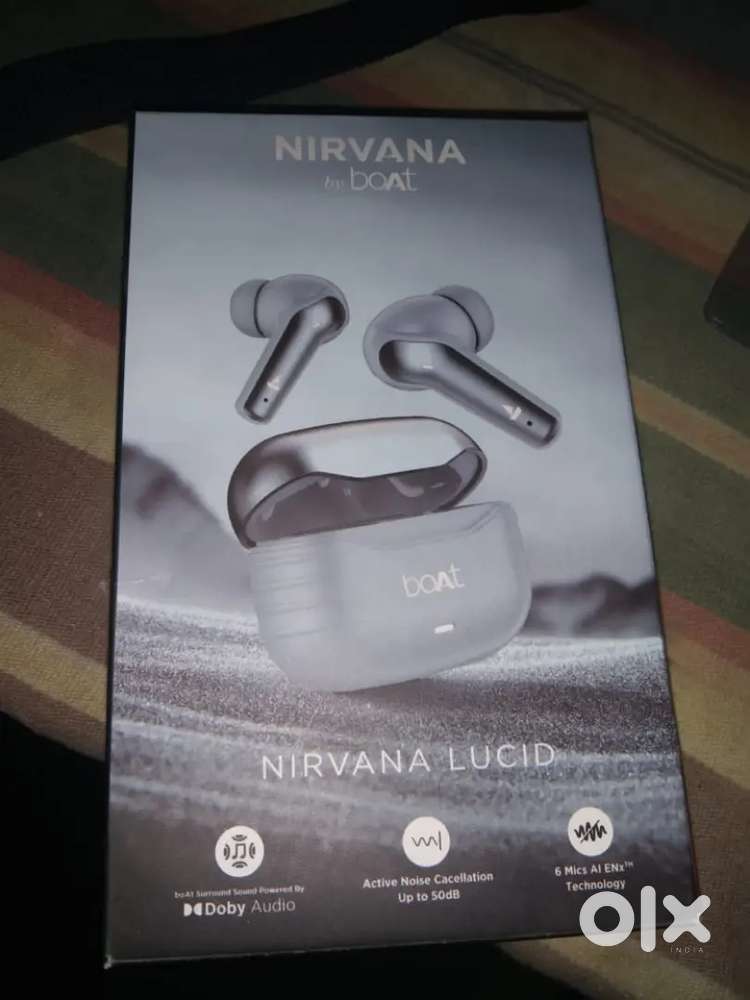 NIRVANA
by boAt
boAt
NIRVANA LUCID
boAt Surround Sound Powered By
Doby Audio
Active Noise Cacellation
Up to 50dB
6 Mics AI ENx™
Technology
olx
INDIA